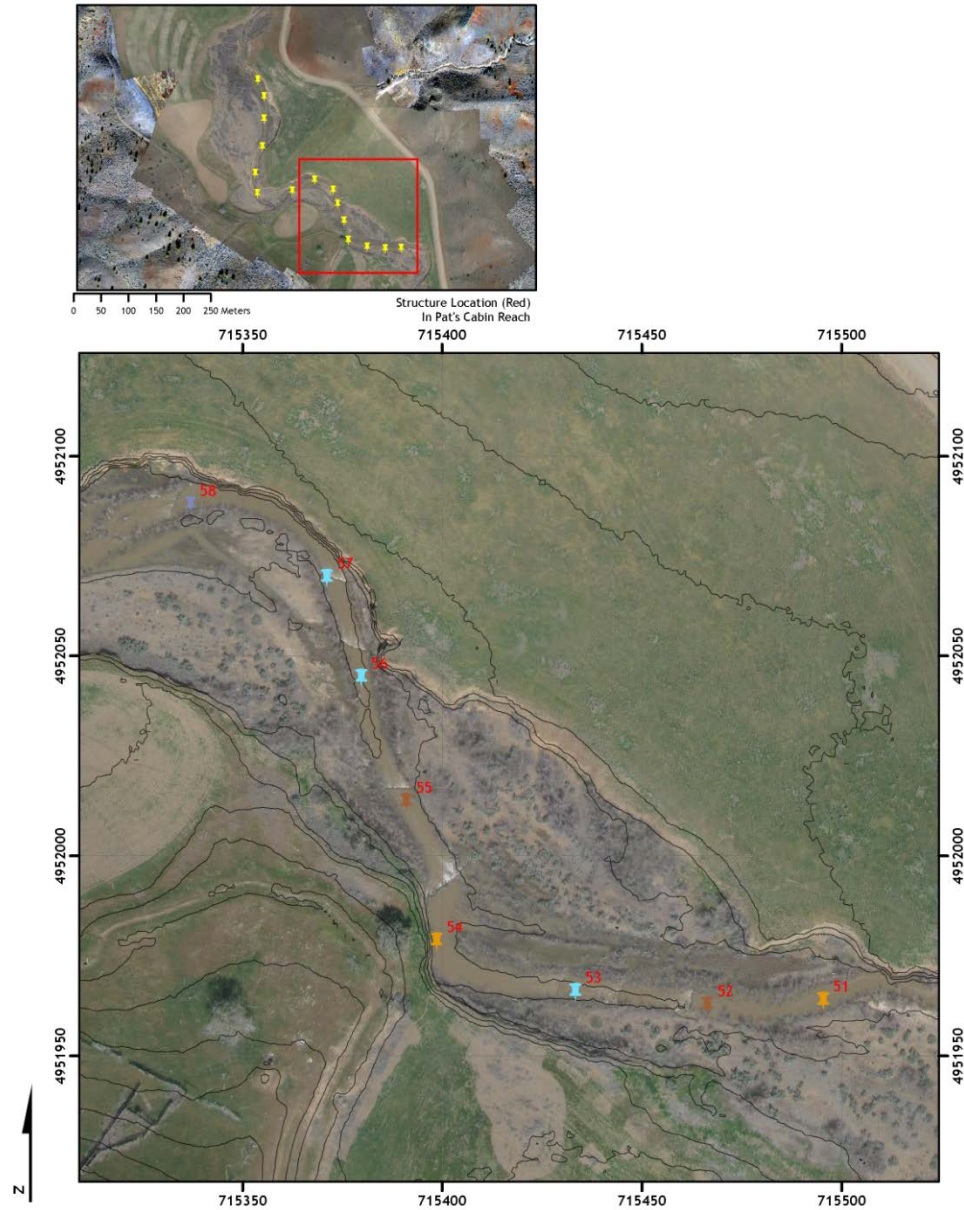 0 50 100 150 200 250 Meters
Structure Location (Red)
In Pat's Cabin Reach
715350 715400 715450 715500
4952100 4952100
58
57
4952050 4952050
56
55
4952000 4952000
54
53 52 51
4951950 4951950
N
715350 715400 715450 715500